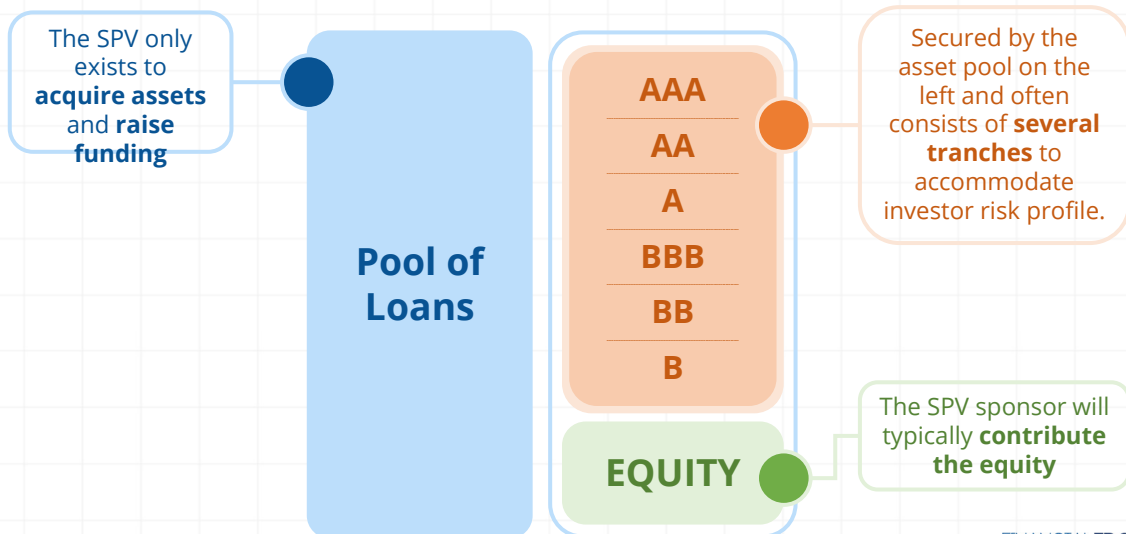 The SPV only
exists to
acquire assets
and raise
funding
Pool of
Loans
AAA
AA
A
BBB
BB
B
EQUITY
Secured by the
asset pool on the
left and often
consists of several
tranches to
accommodate
investor risk profile.
The SPV sponsor will
typically contribute
the equity